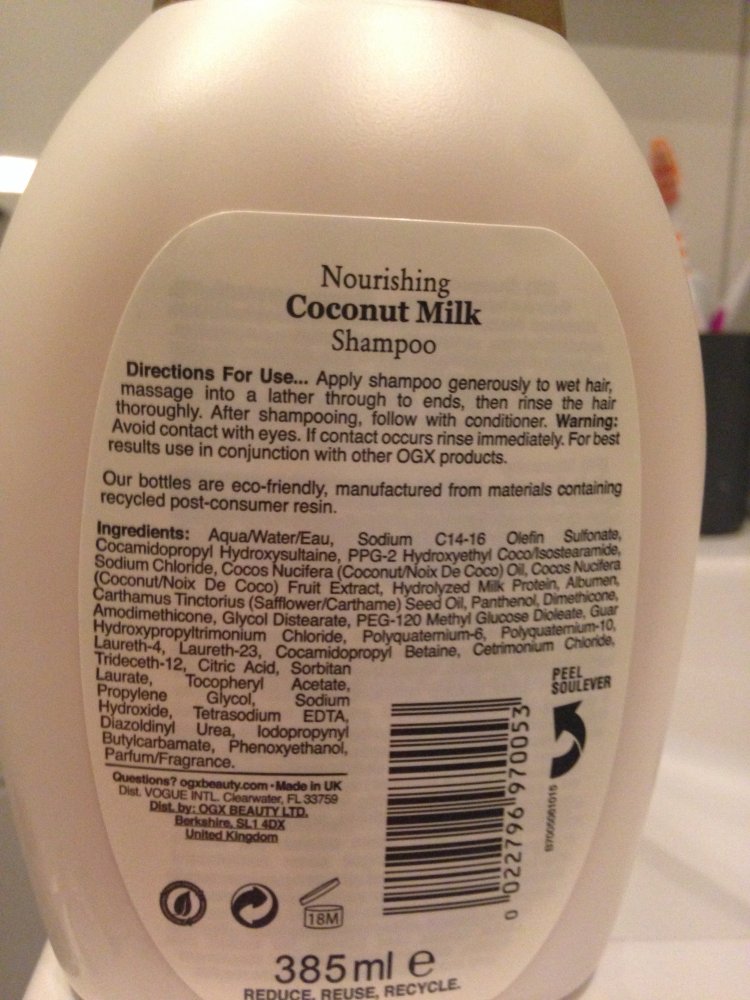 Nourishing
Coconut Milk
Shampoo
Directions For Use... Apply shampoo generously to wet hair,
massage into a lather through to ends, then rinse the hair
thoroughly. After shampooing, follow with conditioner. Warning:
Avoid contact with eyes. If contact occurs rinse immediately. For best
results use in conjunction with other OGX products.
Our bottles are eco-friendly, manufactured from materials containing
recycled post-consumer resin.
Ingredients: Aqua/Water/Eau, Sodium C14-16 Olefin Sulfonate,
Cocamidopropyl Hydroxysultaine, PPG-2 Hydroxyethyl Coco/Isostearamide,
Sodium Chloride, Cocos Nucifera (Coconut/Noix De Coco) Oil, Cocos Nucifera
(Coconut/Noix De Coco) Fruit Extract, Hydrolyzed Milk Protein, Albumen,
Carthamus Tinctorius (Safflower/Carthame) Seed Oil, Panthenol, Dimethicone,
Amodimethicone, Glycol Distearate, PEG-120 Methyl Glucose Dioleate, Guar
Hydroxypropyltrimonium Chloride, Polyquaternium-6, Polyquaternium-10,
Laureth-4, Laureth-23, Cocamidopropyl Betaine, Cetrimonium Chloride,
Trideceth-12, Citric Acid, Sorbitan
Laurate, Tocopheryl Acetate,
Propylene Glycol, Sodium
Hydroxide, Tetrasodium EDTA,
Diazoldinyl Urea, Iodopropynyl
Butylcarbamate, Phenoxyethanol,
Parfum/Fragrance.
PEEL
SOULEVER
Questions? ogxbeauty.com • Made in UK
Dist. VOGUE INTL. Clearwater, FL 33759
Dist. by: OGX BEAUTY LTD.
Berkshire, SL1 4DX
United Kingdom
0 022796 970053
18M
385ml e
REDUCE. REUSE, RECYCLE.